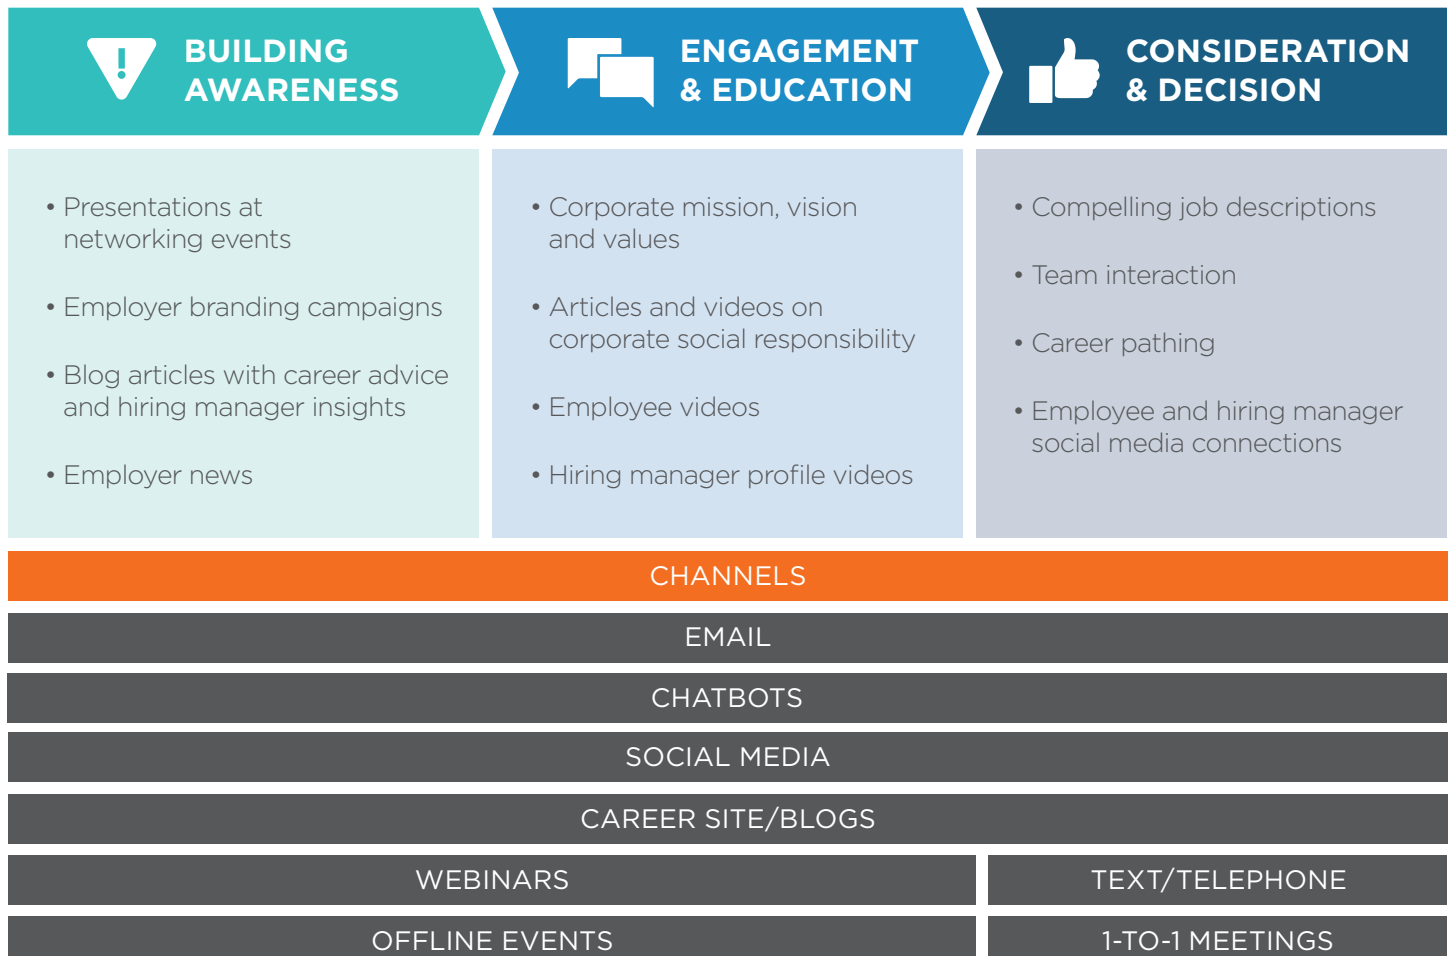 BUILDING
AWARENESS
ENGAGEMENT
& EDUCATION
CONSIDERATION
& DECISION
• Presentations at
networking events
• Employer branding campaigns
• Blog articles with career advice
and hiring manager insights
• Employer news
• Corporate mission, vision
and values
• Articles and videos on
corporate social responsibility
• Employee videos
• Hiring manager profile videos
• Compelling job descriptions
• Team interaction
• Career pathing
• Employee and hiring manager
social media connections
CHANNELS
EMAIL
CHATBOTS
SOCIAL MEDIA
CAREER SITE/BLOGS
WEBINARS
TEXT/TELEPHONE
OFFLINE EVENTS
1-TO-1 MEETINGS